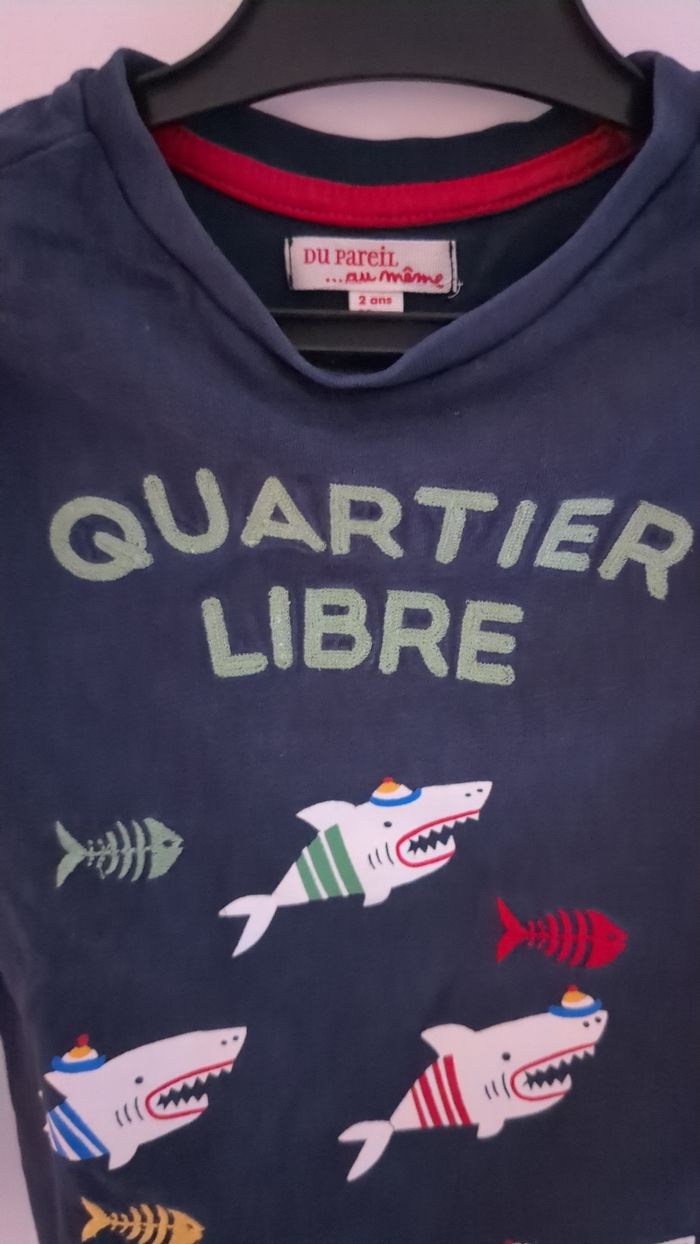 DU PAREIL
...au même
2 ans
QUARTIER
LIBRE